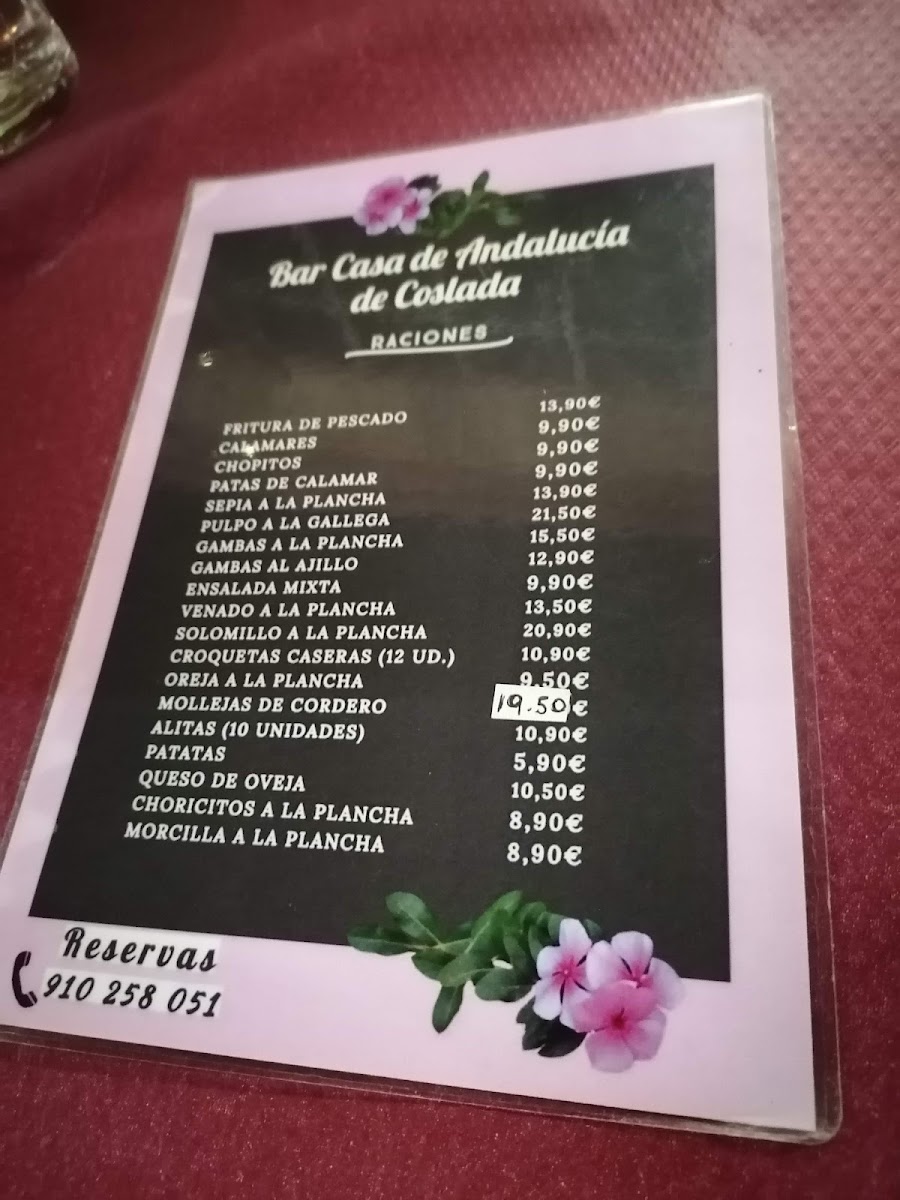 Bar Casa de Andalucía
de Coslada
RACIONES
FRITURA DE PESCADO 13,90€
CALAMARES 9,90€
CHOPITOS 9,90€
PATAS DE CALAMAR 9,90€
SEPIA A LA PLANCHA 13,90€
PULPO A LA GALLEGA 21,50€
GAMBAS A LA PLANCHA 15,50€
GAMBAS AL AJILLO 12,90€
ENSALADA MIXTA 9,90€
VENADO A LA PLANCHA 13,50€
SOLOMILLO A LA PLANCHA 20,90€
CROQUETAS CASERAS (12 UD.) 10,90€
OREJA A LA PLANCHA 9,50€
MOLLEJAS DE CORDERO 19.50€
ALITAS (10 UNIDADES) 10,90€
PATATAS 5,90€
QUESO DE OVEJA 10,50€
CHORICITOS A LA PLANCHA 8,90€
MORCILLA A LA PLANCHA 8,90€
Reservas
910 258 051